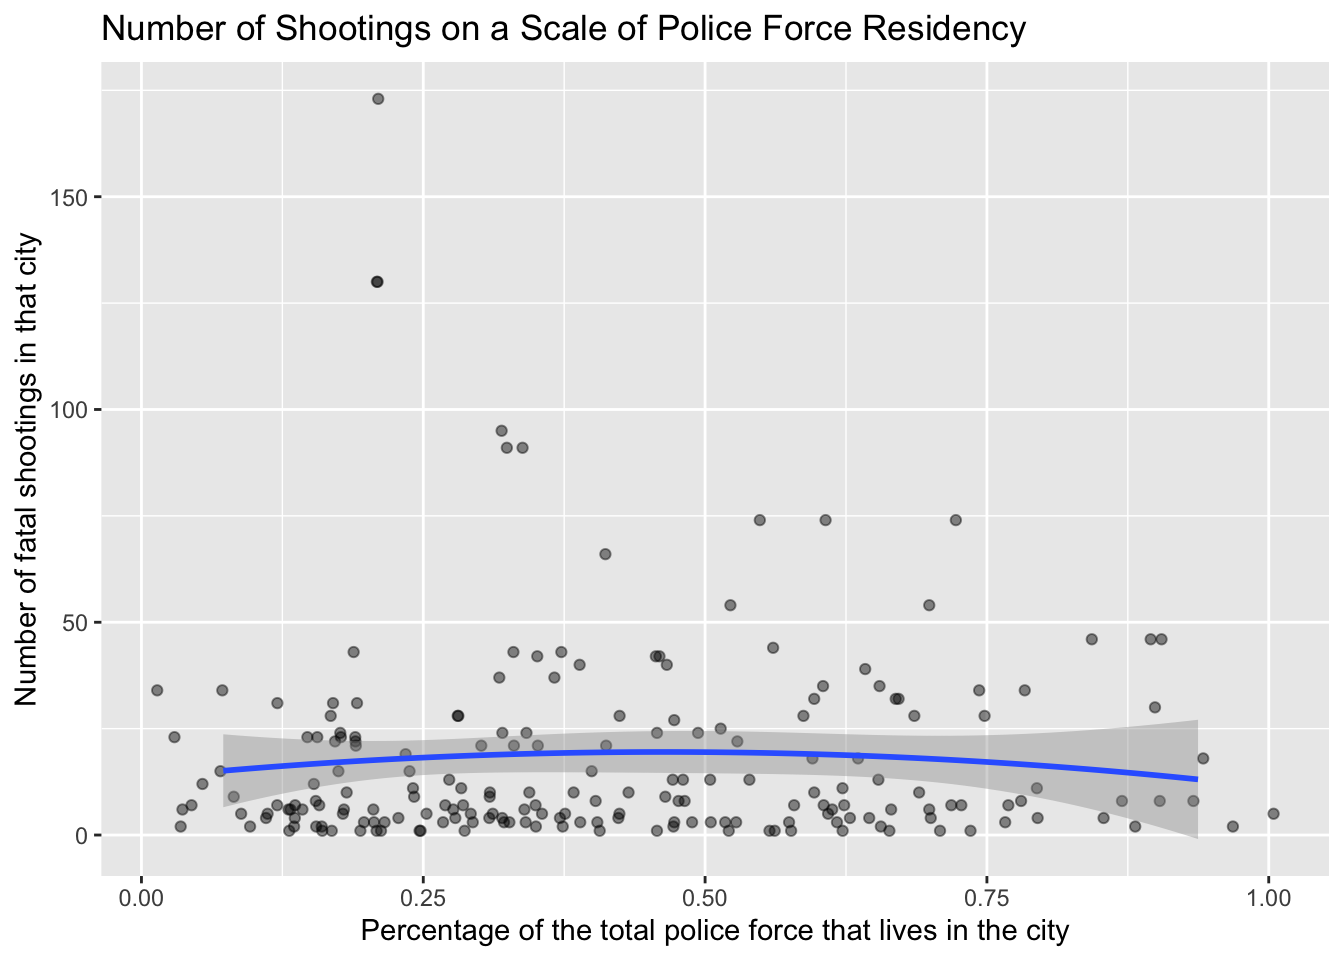 Number of Shootings on a Scale of Police Force Residency
Number of fatal shootings in that city
150
100
50
0
0.00 0.25 0.50 0.75 1.00
Percentage of the total police force that lives in the city